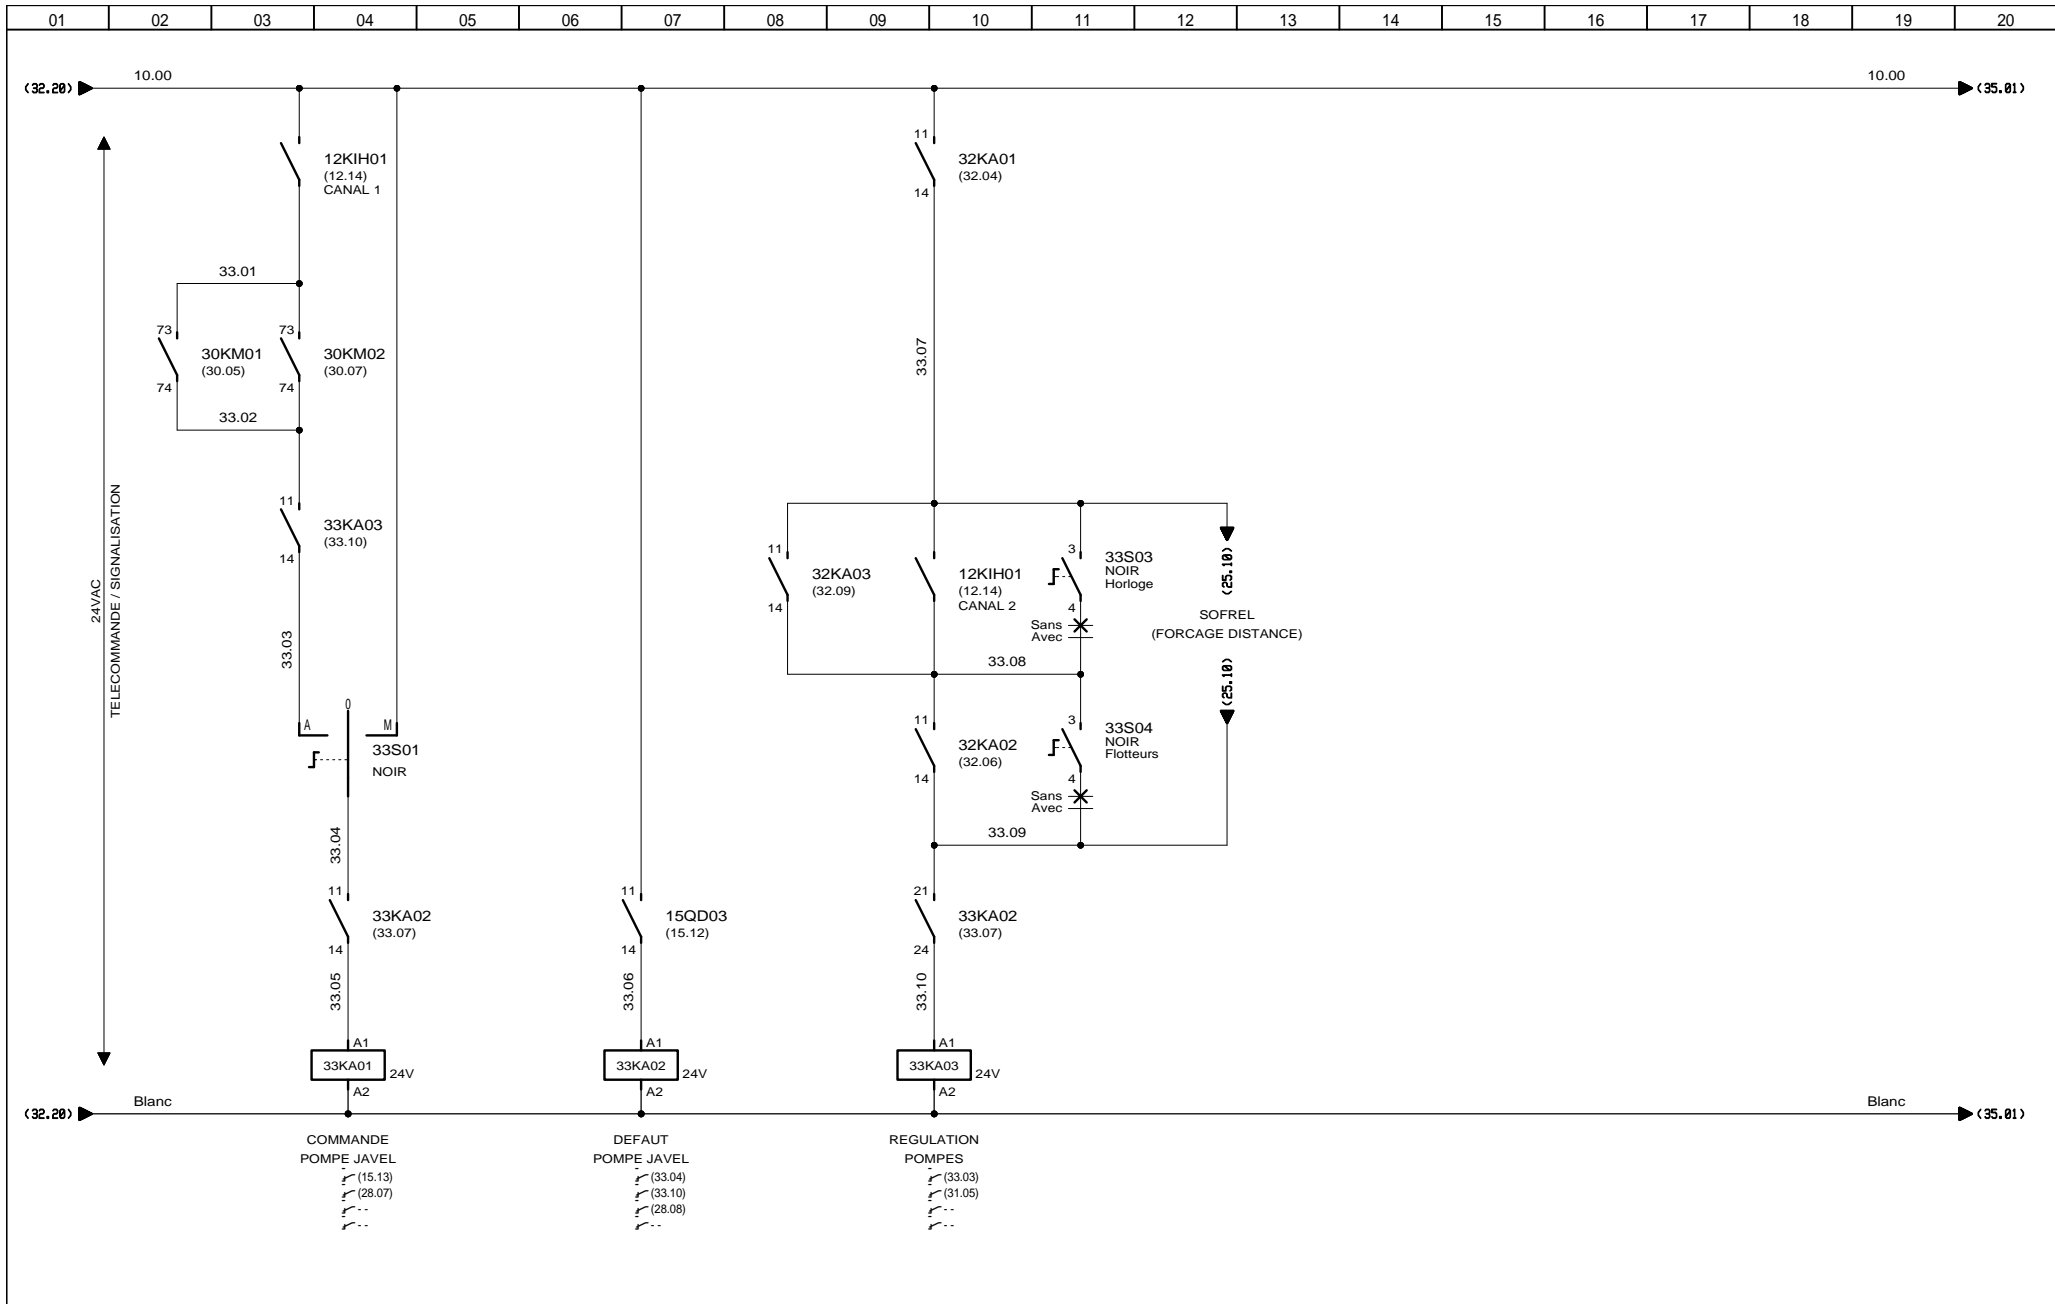 01 02 03 04 05 06 07 08 09 10 11 12 13 14 15 16 17 18 19 20
(32.20) 10.00 10.00 (35.01)
24VAC
TELECOMMANDE / SIGNALISATION
12KIH01
(12.14)
CANAL 1
33.01
73
30KM01
(30.05)
74
73
30KM02
(30.07)
74
33.02
11
33KA03
(33.10)
14
33.03
A 0 M
33S01
NOIR
33.04
11
33KA02
(33.07)
14
33.05
A1
33KA01
24V
A2
11
15QD03
(15.12)
14
33.06
A1
33KA02
24V
A2
11
32KA01
(32.04)
14
33.07
11
32KA03
(32.09)
14
12KIH01
(12.14)
CANAL 2
3
33S03
NOIR
Horloge
4
Sans
Avec
(25.10)
SOFREL
(FORCAGE DISTANCE)
(25.10)
33.08
11
32KA02
(32.06)
14
3
33S04
NOIR
Flotteurs
4
Sans
Avec
33.09
21
33KA02
(33.07)
24
33.10
A1
33KA03
24V
A2
(32.20) Blanc Blanc (35.01)
COMMANDE
POMPE JAVEL
(15.13)
(28.07)
--
--
DEFAUT
POMPE JAVEL
(33.04)
(33.10)
(28.08)
--
REGULATION
POMPES
(33.03)
(31.05)
--
--